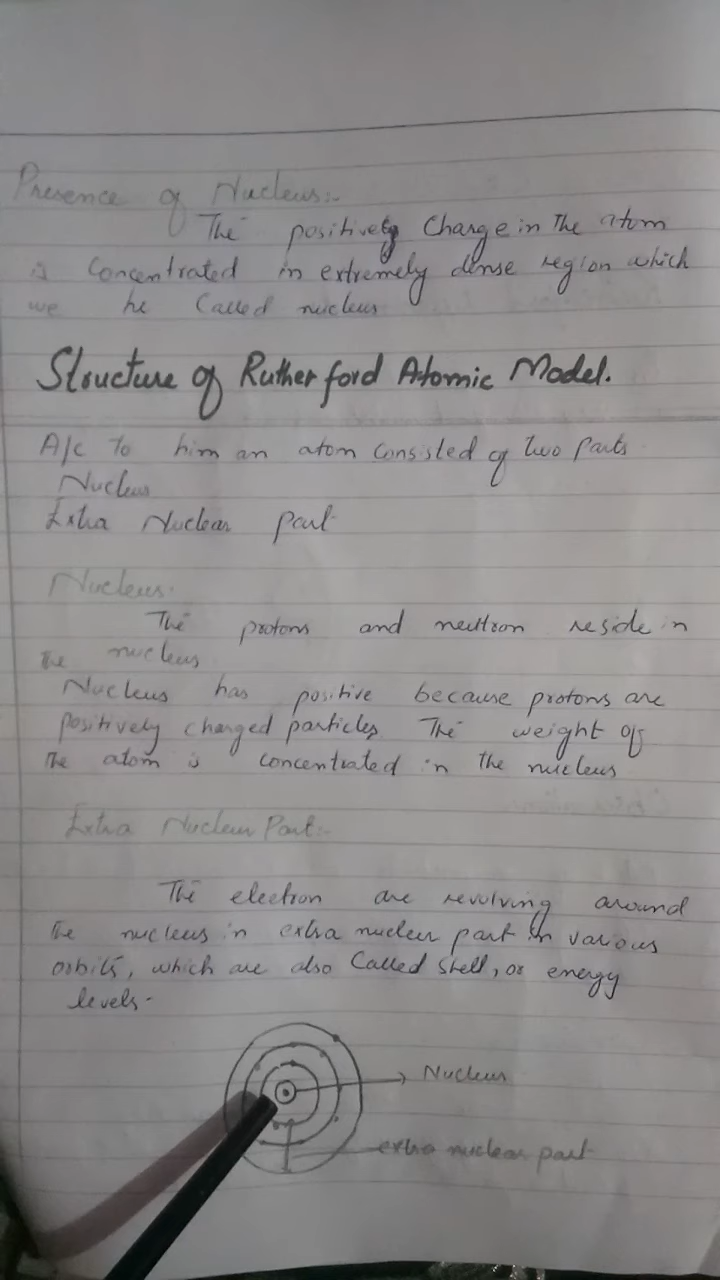 Presence of Nucleus:-
The positively Charge in The atom
is Concentrated in extremely dense region which
we he Called nucleus
Structure of Rutherford Atomic Model.
A/c to him an atom Consisted of Two Parts
Nucleus
Extra Nuclear part
Nucleus:
The protons and neutron reside in
The nucleus
Nucleus has positive because protons are
positively charged particles The weight of
The atom is concentrated in the nucleus
Extra Nuclear Part:-
The electron are revolving around
The nucleus in extra nuclear part in various
orbits, which are also Called Shell, or energy
levels-
Nucleus
extra nuclear part